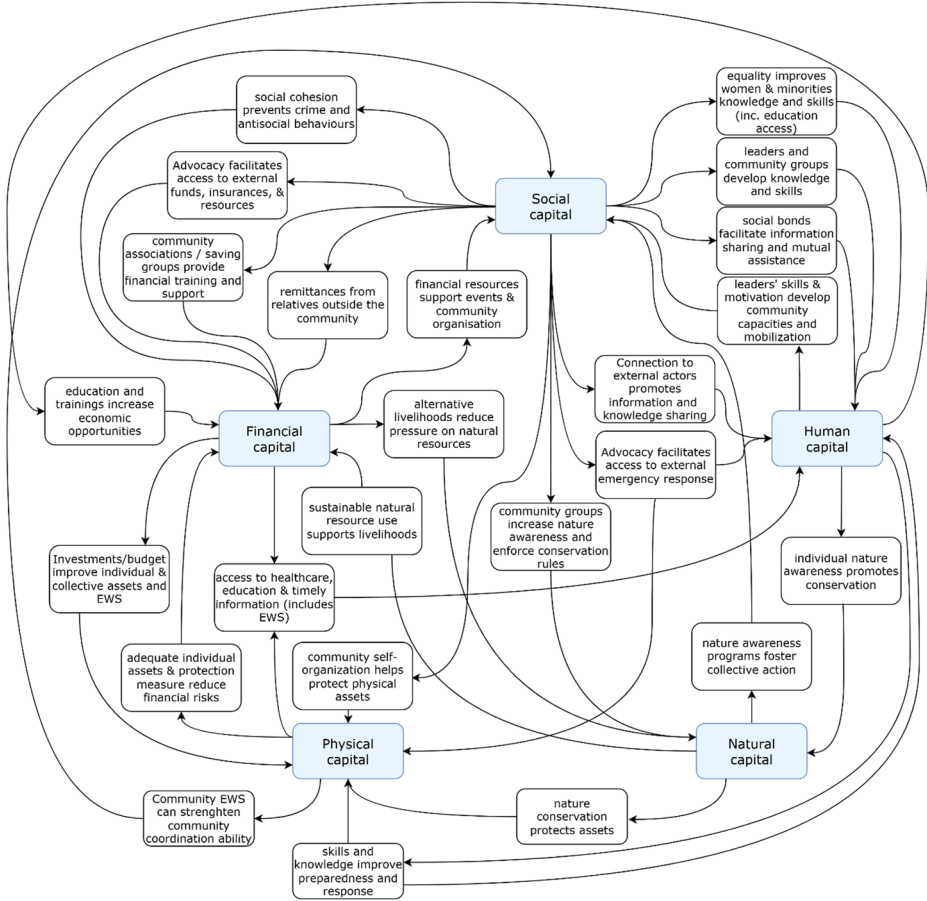 equality improves
women & minorities
knowledge and skills
(inc. education
access)
social cohesion
prevents crime and
antisocial behaviours
leaders and
community groups
develop knowledge
and skills
Advocacy facilitates
access to external
funds, insurances, &
resources
Social
capital
social bonds
facilitate information
sharing and mutual
assistance
community
associations / saving
groups provide
financial training and
support
remittances from
relatives outside the
community
financial resources
support events &
community
organisation
leaders' skills &
motivation develop
community
capacities and
mobilization
Connection to
external actors
promotes
information and
knowledge sharing
education and
trainings increase
economic
opportunities
Financial
capital
alternative
livelihoods reduce
pressure on natural
resources
Human
capital
Advocacy facilitates
access to external
emergency response
sustainable natural
resource use
supports livelihoods
community groups
increase nature
awareness and
enforce conservation
rules
Investments/budget
improve individual &
collective assets and
EWS
access to healthcare,
education & timely
information (includes
EWS)
individual nature
awareness promotes
conservation
adequate individual
assets & protection
measure reduce
financial risks
community self-
organization helps
protect physical
assets
nature awareness
programs foster
collective action
Physical
capital
Natural
capital
Community EWS
can strenghten
community
coordination ability
nature
conservation
protects assets
skills and
knowledge improve
preparedness and
response